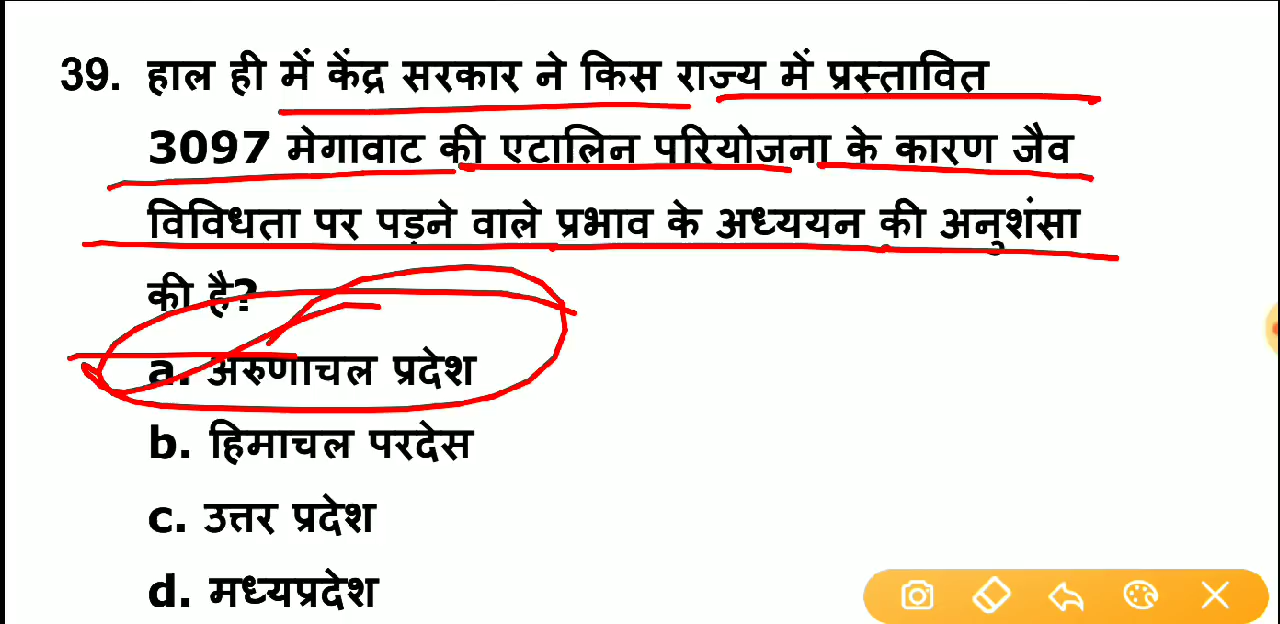 39. हाल ही में केंद्र सरकार ने किस राज्य में प्रस्तावित
3097 मेगावाट की एटालिन परियोजना के कारण जैव
विविधता पर पड़ने वाले प्रभाव के अध्ययन की अनुशंसा
की है?
a. अरुणाचल प्रदेश
b. हिमाचल परदेस
c. उत्तर प्रदेश
d. मध्यप्रदेश